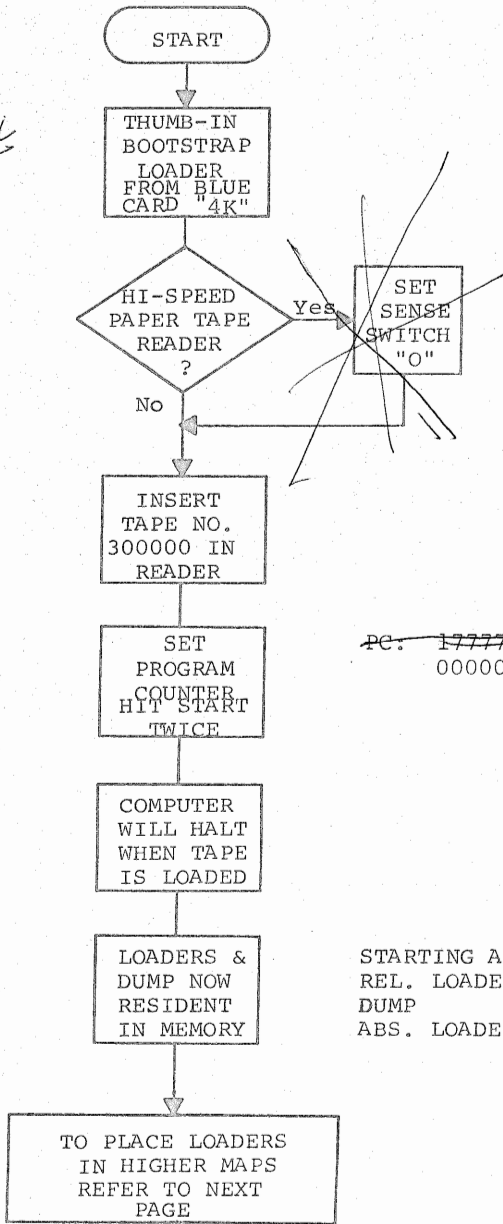 START
THUMB-IN
BOOTSTRAP
LOADER
FROM BLUE
CARD "4K"
HI-SPEED
PAPER TAPE
READER
?
Yes
SET
SENSE
SWITCH
"O"
No
INSERT
TAPE NO.
300000 IN
READER
SET
PROGRAM
COUNTER
HIT START
TWICE
PC: 17777
00000
COMPUTER
WILL HALT
WHEN TAPE
IS LOADED
LOADERS &
DUMP NOW
RESIDENT
IN MEMORY
STARTING A
REL. LOADE
DUMP
ABS. LOADE
TO PLACE LOADERS
IN HIGHER MAPS
REFER TO NEXT
PAGE